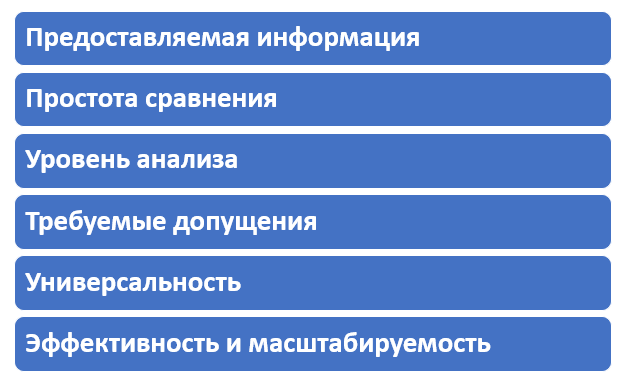 Предоставляемая информация
Простота сравнения
Уровень анализа
Требуемые допущения
Универсальность
Эффективность и масштабируемость